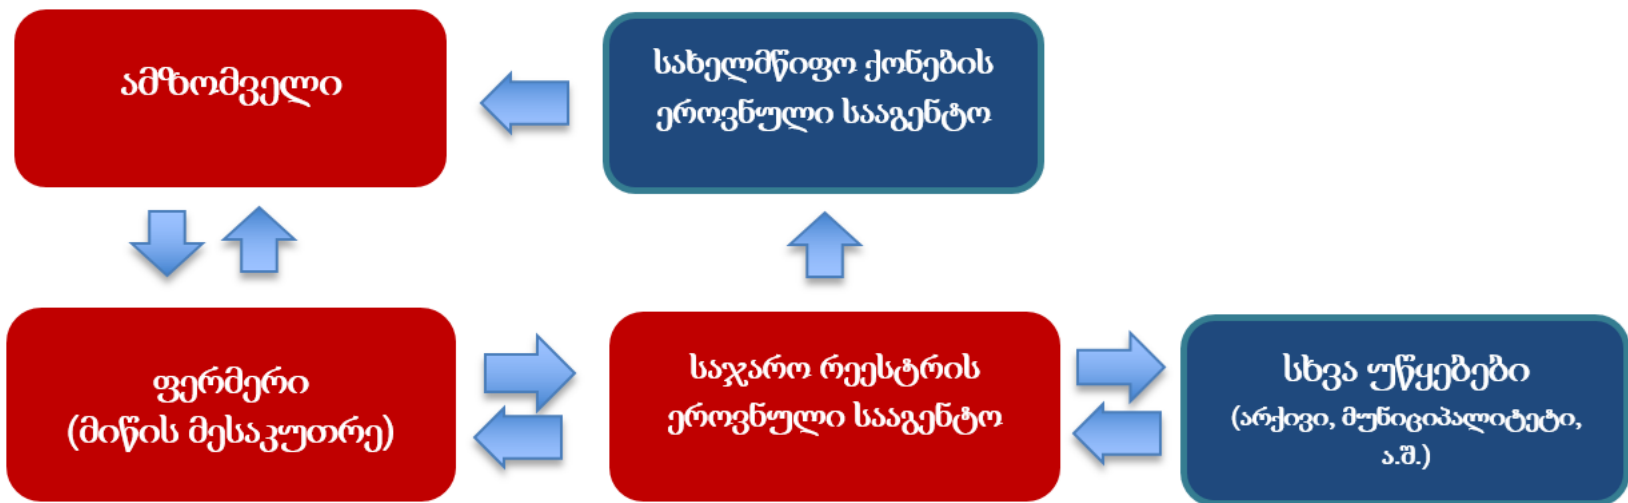 ამზომველი
სახელმწიფო ქონების
ეროვნული სააგენტო
ფერმერი
(მიწის მესაკუთრე)
საჯარო რეესტრის
ეროვნული სააგენტო
სხვა უწყებები
(არქივი, მუნიციპალიტეტი,
ა.შ.)